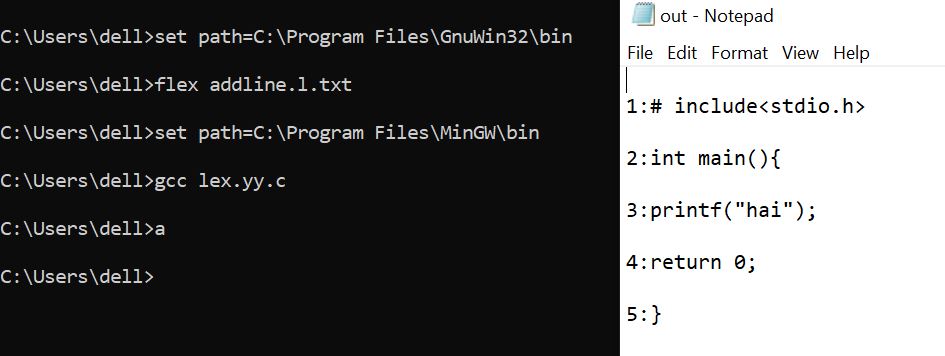 C:\Users\dell>set path=C:\Program Files\GnuWin32\bin
C:\Users\dell>flex addline.l.txt
C:\Users\dell>set path=C:\Program Files\MinGW\bin
C:\Users\dell>gcc lex.yy.c
C:\Users\dell>a
C:\Users\dell>
out - Notepad
File Edit Format View Help
1:# include<stdio.h>
2:int main(){
3:printf("hai");
4:return 0;
5:}